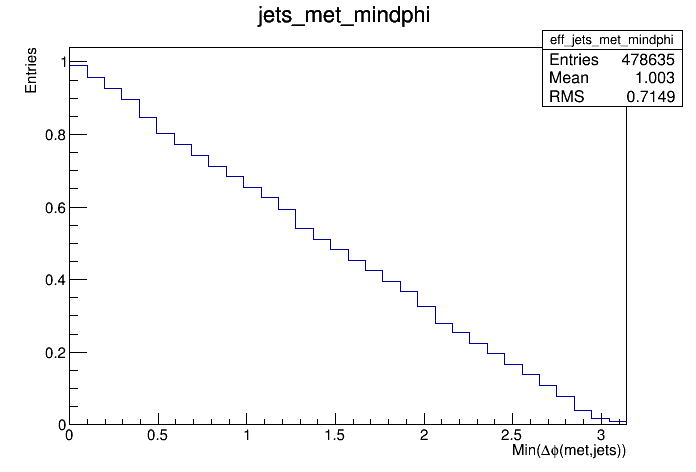 jets_met_mindphi
eff_jets_met_mindphi
Entries 478635
Mean 1.003
RMS 0.7149
Entries
1
0.8
0.6
0.4
0.2
0
0 0.5 1 1.5 2 2.5 3
Min(Δϕ(met,jets))